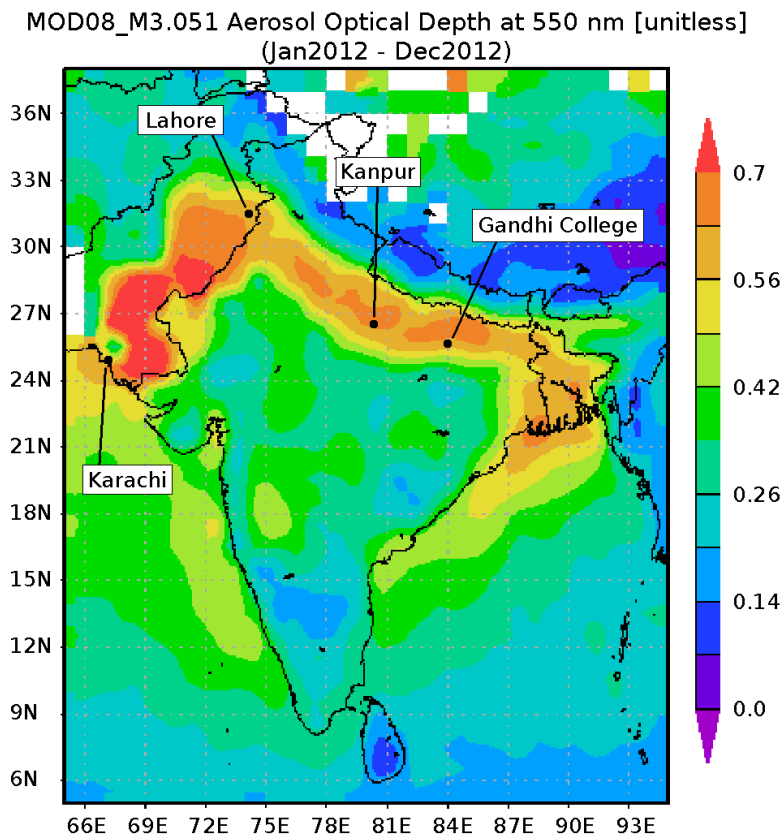 MOD08_M3.051 Aerosol Optical Depth at 550 nm [unitless]
(Jan2012 - Dec2012)
36N
Lahore
33N
Kanpur
0.7
Gandhi College
30N
0.56
27N
24N
0.42
21N
Karachi
0.26
18N
15N
0.14
12N
9N
0.0
6N
66E 69E 72E 75E 78E 81E 84E 87E 90E 93E